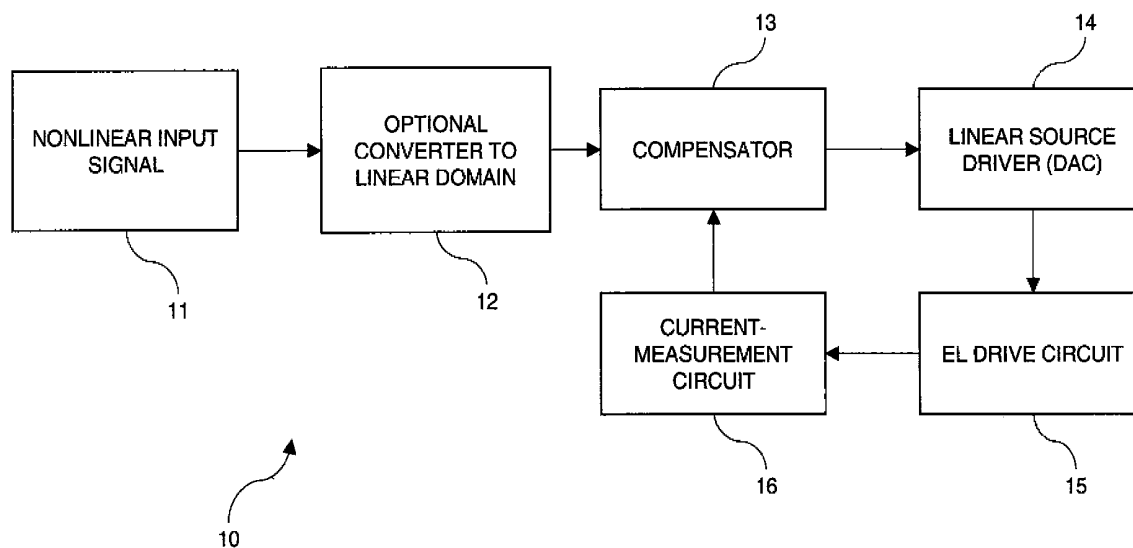 13
14
NONLINEAR INPUT
SIGNAL
OPTIONAL
CONVERTER TO
LINEAR DOMAIN
COMPENSATOR
LINEAR SOURCE
DRIVER (DAC)
11
12
CURRENT-
MEASUREMENT
CIRCUIT
EL DRIVE CIRCUIT
16
15
10